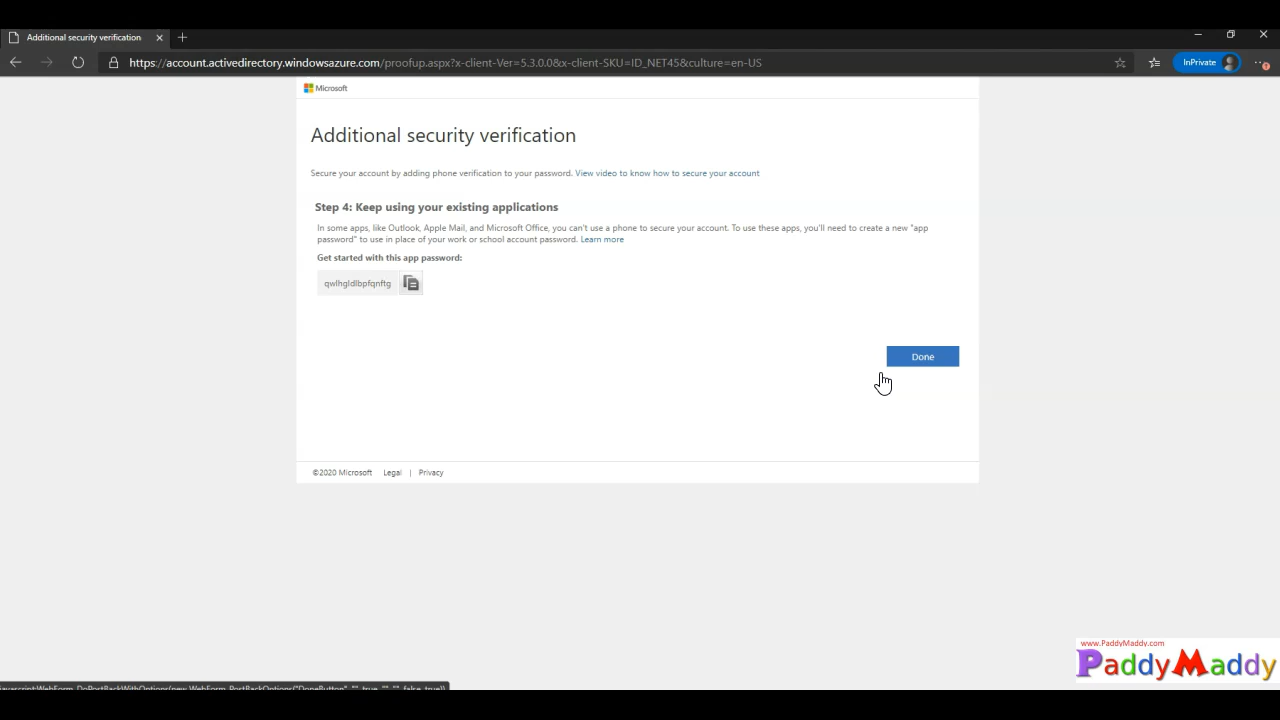 Additional security verification
https://account.activedirectory.windowsazure.com/proofup.aspx?x-client-Ver=5.3.0.0&x-client-SKU=ID_NET45&culture=en-US
InPrivate
Microsoft
Additional security verification
Secure your account by adding phone verification to your password. View video to know how to secure your account
Step 4: Keep using your existing applications
In some apps, like Outlook, Apple Mail, and Microsoft Office, you can't use a phone to secure your account. To use these apps, you'll need to create a new "app
password" to use in place of your work or school account password. Learn more
Get started with this app password:
qwlhgldlbpfqnftg
Done
©2020 Microsoft Legal | Privacy
www.PaddyMaddy.com
PaddyMaddy